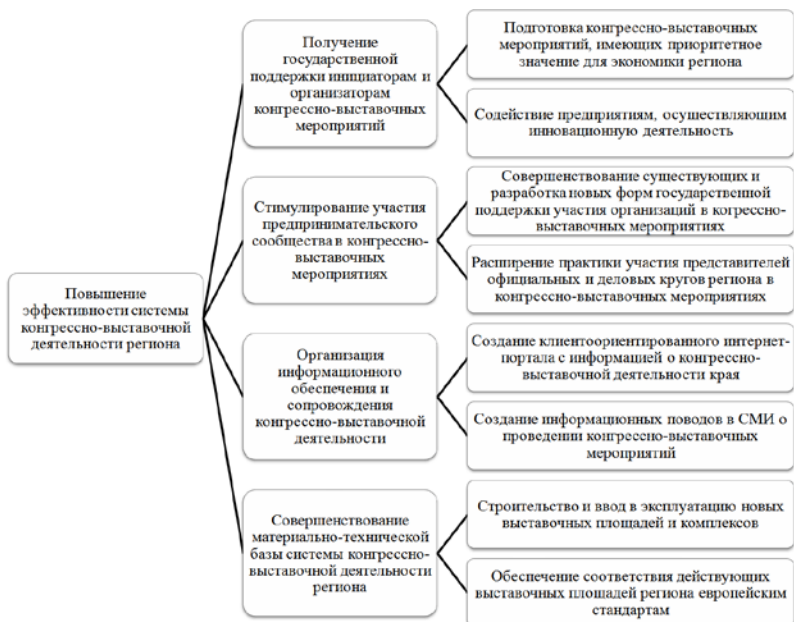 Повышение
эффективности системы
конгрессно-выставочной
деятельности региона
Получение
государственной
поддержки инициаторам и
организаторам
конгрессно-выставочных
мероприятий
Подготовка конгрессно-выставочных
мероприятий, имеющих приоритетное
значение для экономики региона
Содействие предприятиям, осуществляющим
инновационную деятельность
Стимулирование участия
предпринимательского
сообщества в конгрессно-
выставочных
мероприятиях
Совершенствование существующих и
разработка новых форм государственной
поддержки участия организаций в когрессно-
выставочных мероприятиях
Расширение практики участия представителей
официальных и деловых кругов региона в
конгрессно-выставочных мероприятиях
Организация
информационного
обеспечения и
сопровождения
конгрессно-выставочной
деятельности
Создание клиентоориентированного интернет-
портала с информацией о конгрессно-
выставочной деятельности края
Создание информационных поводов в СМИ о
проведении конгрессно-выставочных
мероприятий
Совершенствование
материально-технической
базы системы конгрессно-
выставочной деятельности
региона
Строительство и ввод в эксплуатацию новых
выставочных площадей и комплексов
Обеспечение соответствия действующих
выставочных площадей региона европейским
стандартам